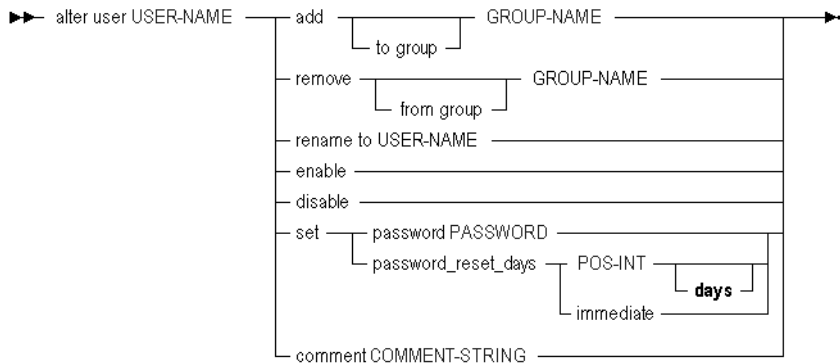 alter user USER-NAME add GROUP-NAME
to group
remove GROUP-NAME
from group
rename to USER-NAME
enable
disable
set password PASSWORD
password_reset_days POS-INT
days
immediate
comment COMMENT-STRING